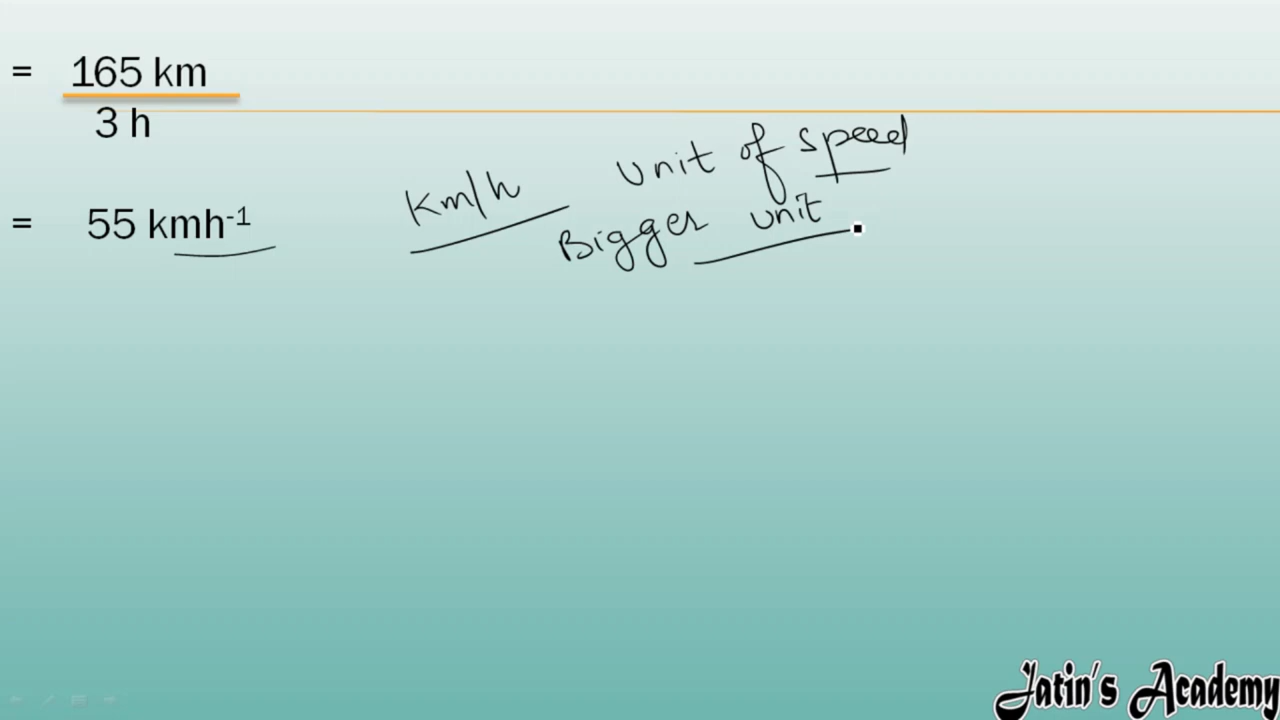 = 165 km
3 h
= 55 kmh⁻¹
Km/h
Unit of speed
Bigger unit
Jatin's Academy